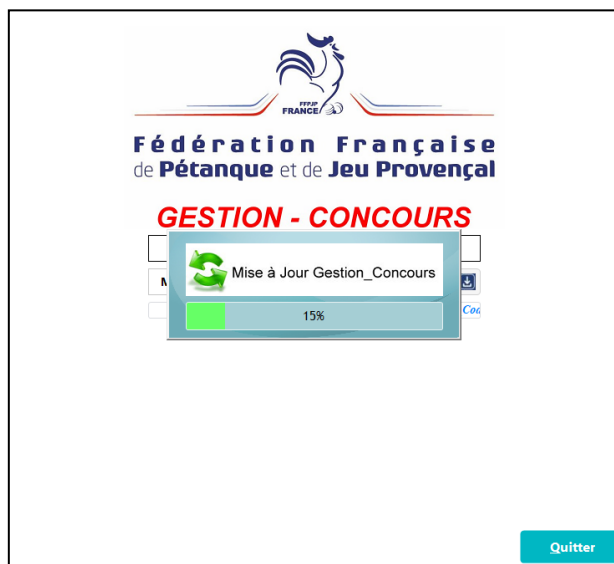 FFPJP
FRANCE
Fédération Française
de Pétanque et de Jeu Provençal
GESTION - CONCOURS
Mise à Jour Gestion_Concours
15%
Quitter